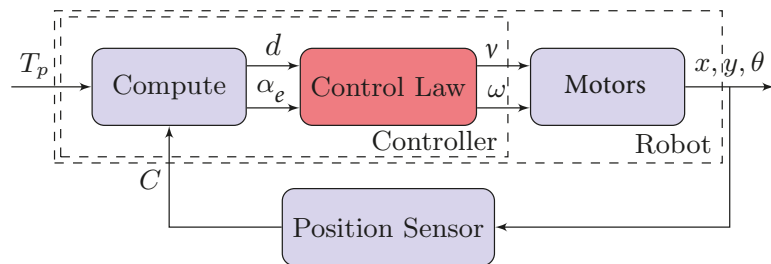 T_p
Compute
d
α_e
Control Law
v
ω
Motors
x, y, θ
Controller
Robot
C
Position Sensor